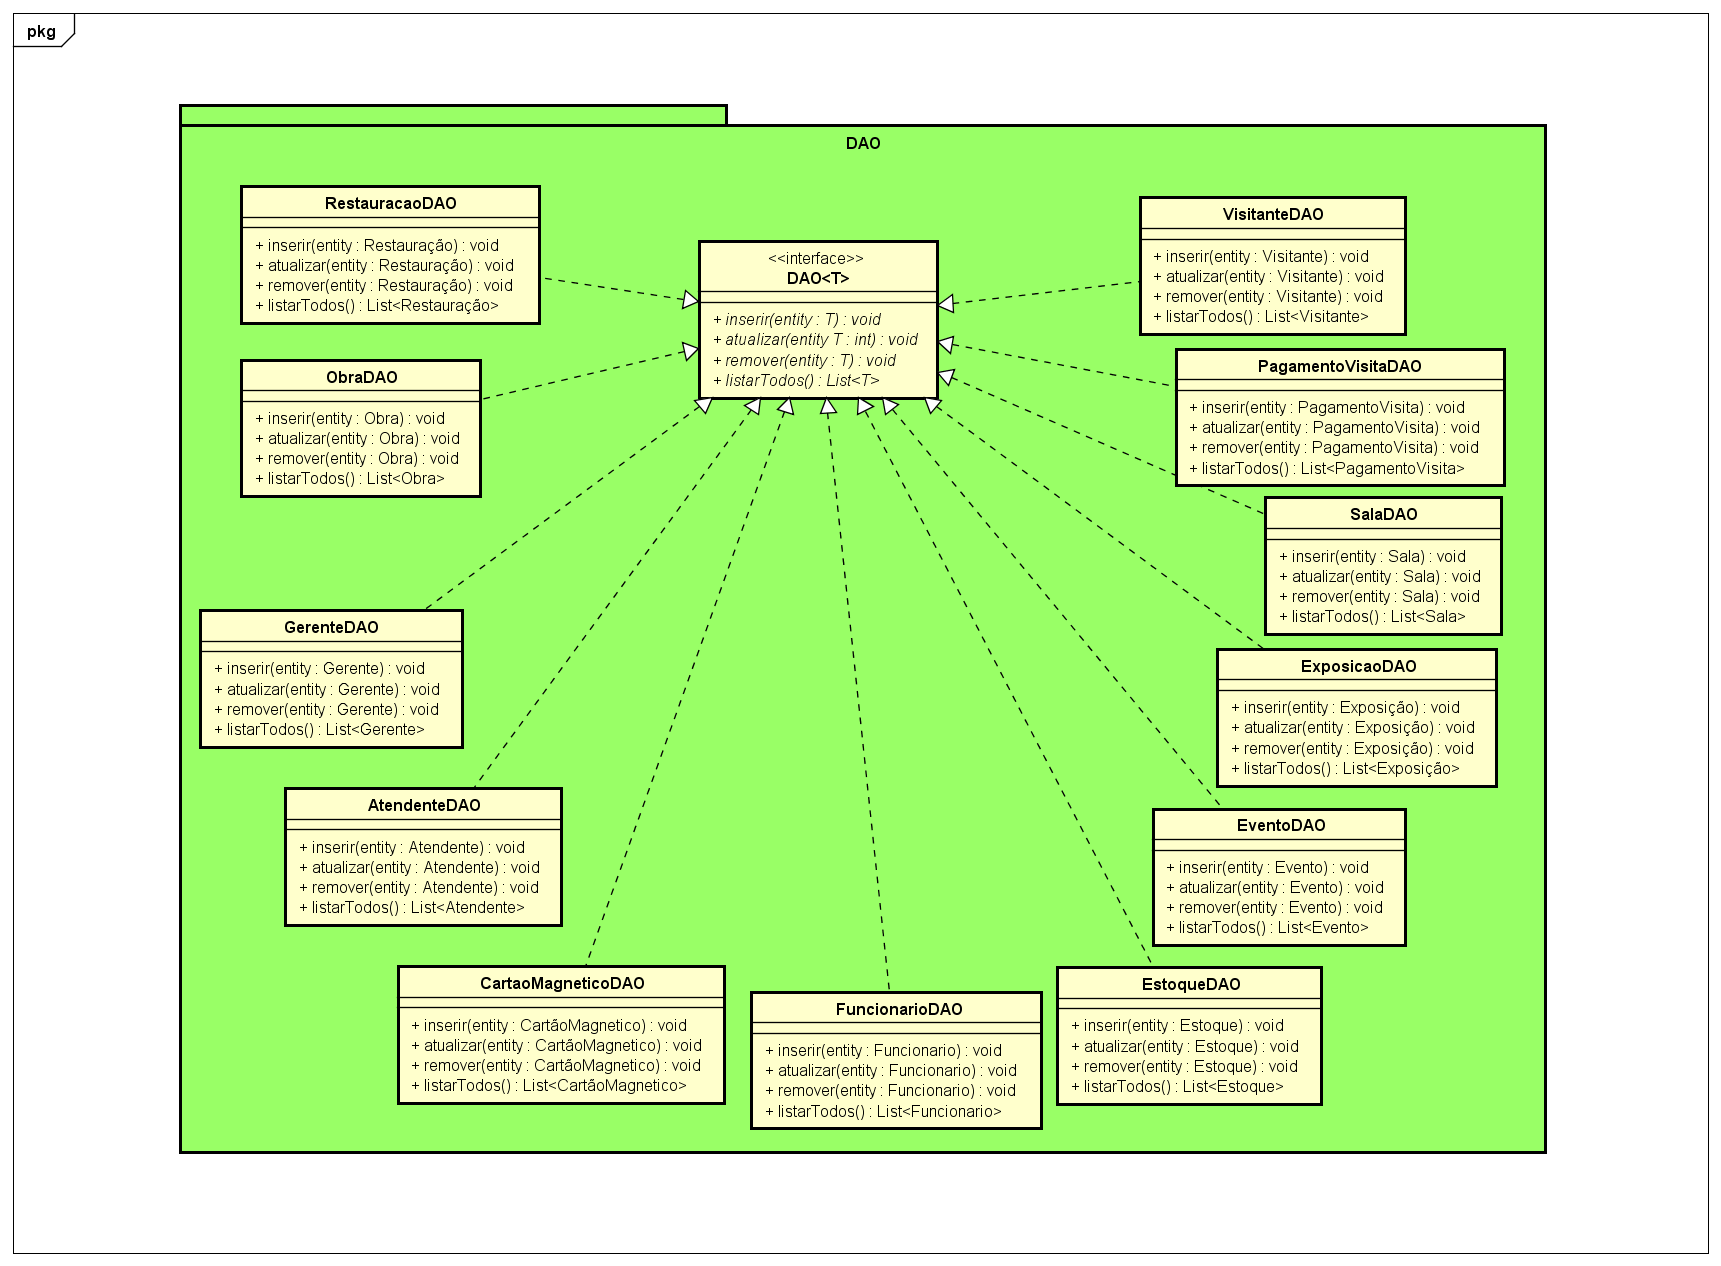 pkg
DAO
RestauracaoDAO
+ inserir(entity : Restauração) : void
+ atualizar(entity : Restauração) : void
+ remover(entity : Restauração) : void
+ listarTodos() : List<Restauração>
<<interface>>
DAO<T>
+ inserir(entity : T) : void
+ atualizar(entity T : int) : void
+ remover(entity : T) : void
+ listarTodos() : List<T>
VisitanteDAO
+ inserir(entity : Visitante) : void
+ atualizar(entity : Visitante) : void
+ remover(entity : Visitante) : void
+ listarTodos() : List<Visitante>
ObraDAO
+ inserir(entity : Obra) : void
+ atualizar(entity : Obra) : void
+ remover(entity : Obra) : void
+ listarTodos() : List<Obra>
PagamentoVisitaDAO
+ inserir(entity : PagamentoVisita) : void
+ atualizar(entity : PagamentoVisita) : void
+ remover(entity : PagamentoVisita) : void
+ listarTodos() : List<PagamentoVisita>
SalaDAO
+ inserir(entity : Sala) : void
+ atualizar(entity : Sala) : void
+ remover(entity : Sala) : void
+ listarTodos() : List<Sala>
GerenteDAO
+ inserir(entity : Gerente) : void
+ atualizar(entity : Gerente) : void
+ remover(entity : Gerente) : void
+ listarTodos() : List<Gerente>
ExposicaoDAO
+ inserir(entity : Exposição) : void
+ atualizar(entity : Exposição) : void
+ remover(entity : Exposição) : void
+ listarTodos() : List<Exposição>
AtendenteDAO
+ inserir(entity : Atendente) : void
+ atualizar(entity : Atendente) : void
+ remover(entity : Atendente) : void
+ listarTodos() : List<Atendente>
EventoDAO
+ inserir(entity : Evento) : void
+ atualizar(entity : Evento) : void
+ remover(entity : Evento) : void
+ listarTodos() : List<Evento>
CartaoMagneticoDAO
+ inserir(entity : CartãoMagnetico) : void
+ atualizar(entity : CartãoMagnetico) : void
+ remover(entity : CartãoMagnetico) : void
+ listarTodos() : List<CartãoMagnetico>
FuncionarioDAO
+ inserir(entity : Funcionario) : void
+ atualizar(entity : Funcionario) : void
+ remover(entity : Funcionario) : void
+ listarTodos() : List<Funcionario>
EstoqueDAO
+ inserir(entity : Estoque) : void
+ atualizar(entity : Estoque) : void
+ remover(entity : Estoque) : void
+ listarTodos() : List<Estoque>